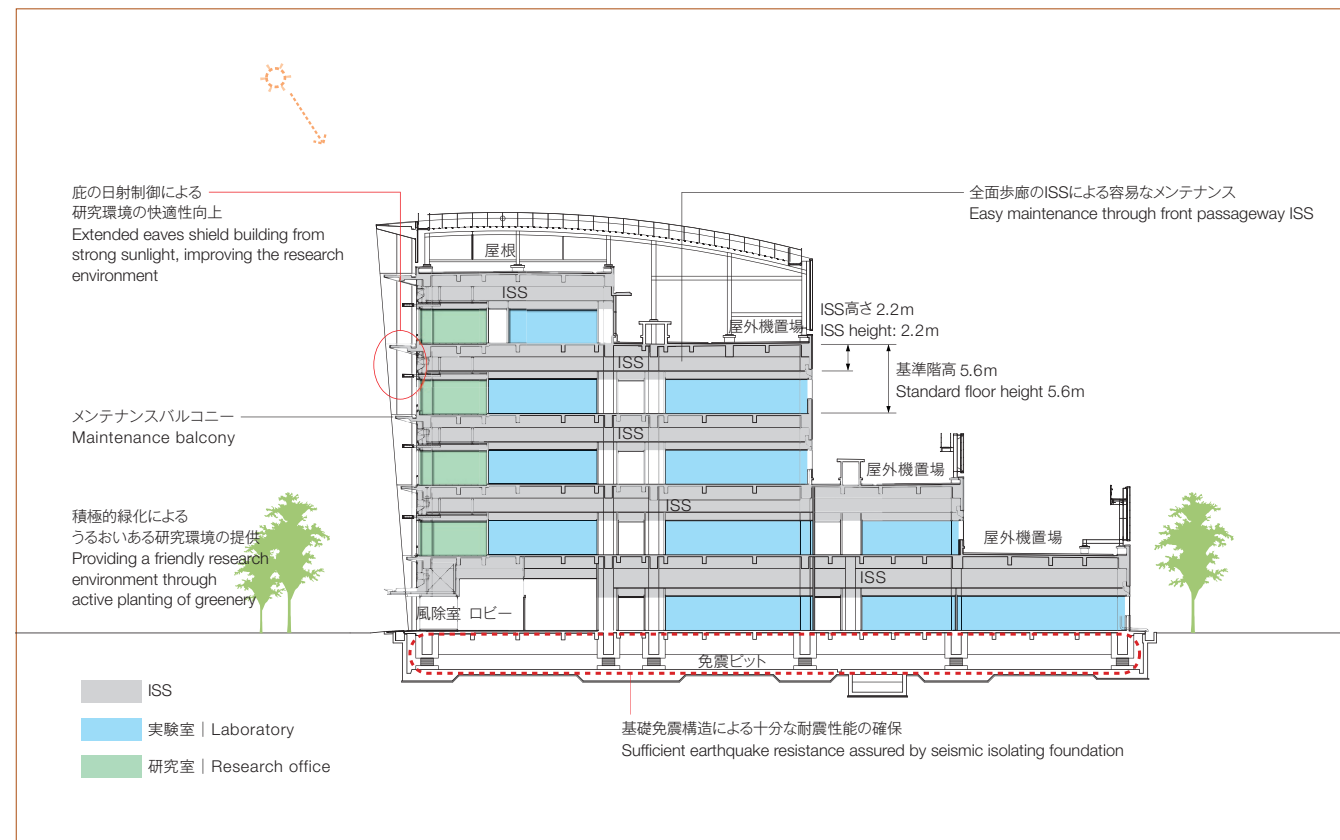 庇の日射制御による
研究環境の快適性向上
Extended eaves shield building from
strong sunlight, improving the research
environment
全面歩廊のISSによる容易なメンテナンス
Easy maintenance through front passageway ISS
屋根
ISS
屋外機置場
ISS高さ 2.2m
ISS height: 2.2m
ISS
基準階高 5.6m
Standard floor height 5.6m
メンテナンスバルコニー
Maintenance balcony
ISS
屋外機置場
ISS
積極的緑化による
うるおいある研究環境の提供
Providing a friendly research
environment through
active planting of greenery
屋外機置場
ISS
風除室 ロビー
免震ピット
ISS
実験室｜Laboratory
研究室｜Research office
基礎免震構造による十分な耐震性能の確保
Sufficient earthquake resistance assured by seismic isolating foundation